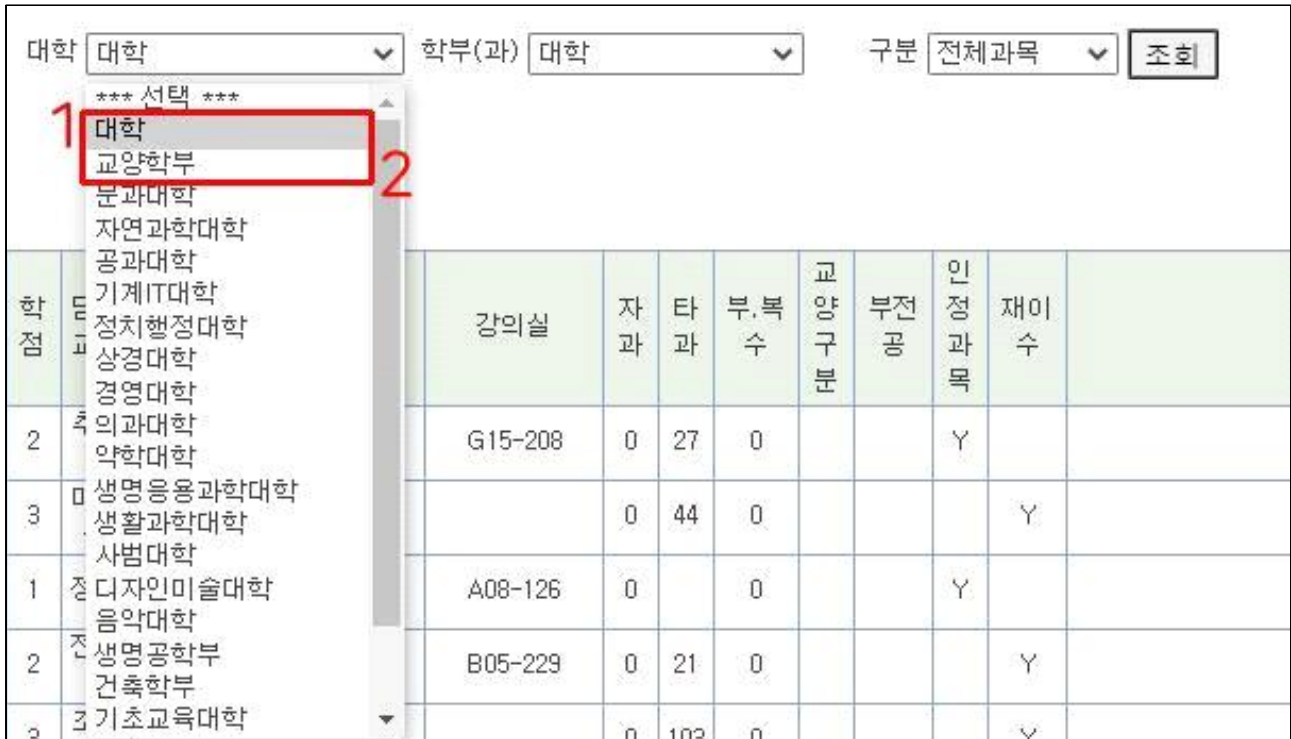 대학 대학 학부(과) 대학 구분 전체과목 조회
*** 선택 ***
1
대학
교양학부
2
문과대학
자연과학대학
공과대학
기계IT대학
정치행정대학
상경대학
경영대학
의과대학
약학대학
생명응용과학대학
생활과학대학
사범대학
디자인미술대학
음악대학
생명공학부
건축학부
기초교육대학
학점 강의실 자과 타과 부.복수 교양구분 부전공 인정과목 재이수
2 G15-208 0 27 0 Y
3 0 44 0 Y
1 A08-126 0 0 Y
2 B05-229 0 21 0 Y
3 0 103 0 Y